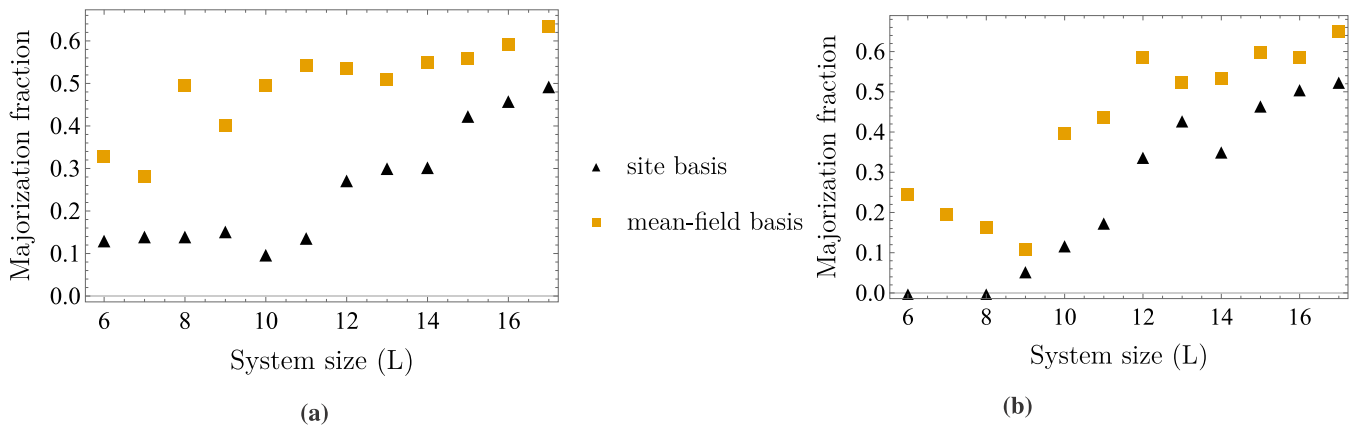 Majorization fraction
0.6
0.5
0.4
0.3
0.2
0.1
0.0
6 8 10 12 14 16
System size (L)
(a)
site basis
mean-field basis
Majorization fraction
0.6
0.5
0.4
0.3
0.2
0.1
0.0
6 8 10 12 14 16
System size (L)
(b)